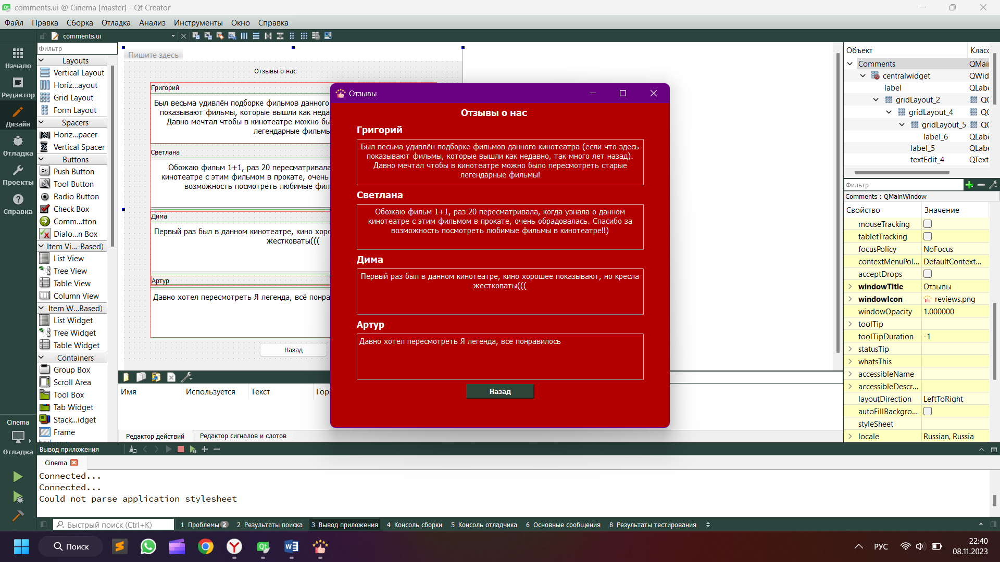 comments.ui @ Cinema [master] - Qt Creator
Файл Правка Сборка Отладка Анализ Инструменты Окно Справка
comments.ui
Начало
Редактор
Дизайн
Отладка
Проекты
Справка
Cinema
Отладка
Фильтр
Layouts
Vertical Layout
Horiz...ayout
Grid Layout
Form Layout
Spacers
Horiz...pacer
Vertical Spacer
Buttons
Push Button
Tool Button
Radio Button
Check Box
Comm...tton
Dialo...n Box
Item Vi...-Based)
List View
Tree View
Table View
Column View
Item W...Based)
List Widget
Tree Widget
Table Widget
Containers
Group Box
Scroll Area
Tool Box
Tab Widget
Stack...idget
Frame
Пишите здесь
Отзывы о нас
Григорий
Был весьма удивлён подборке фильмов данного
показывают фильмы, которые вышли как неда
Давно мечтал чтобы в кинотеатре можно бы
легендарные фильмы
Светлана
Обожаю фильм 1+1, раз 20 пересматривала
кинотеатре с этим фильмом в прокате, очень
возможность посмотреть любимые фил
Дима
Первый раз был в данном кинотеатре, кино хоро
жестковаты(((
Артур
Давно хотел пересмотреть Я легенда, всё понра
Назад
Отзывы
Отзывы о нас
Григорий
Был весьма удивлён подборке фильмов данного кинотеатра (если что здесь
показывают фильмы, которые вышли как недавно, так много лет назад).
Давно мечтал чтобы в кинотеатре можно было пересмотреть старые
легендарные фильмы!
Светлана
Обожаю фильм 1+1, раз 20 пересматривала, когда узнала о данном
кинотеатре с этим фильмом в прокате, очень обрадовалась. Спасибо за
возможность посмотреть любимые фильмы в кинотеатре!!)
Дима
Первый раз был в данном кинотеатре, кино хорошее показывают, но кресла
жестковаты(((
Артур
Давно хотел пересмотреть Я легенда, всё понравилось
Назад
Имя Используется Текст Горя
Редактор действий Редактор сигналов и слотов
Объект Класс
Comments QMai
centralwidget QWid
label QLabe
gridLayout_2 QG
gridLayout_4 QG
gridLayout_5 QG
label_6 QLabe
label_5 QLabe
textEdit_4 QText
Фильтр
Comments : QMainWindow
Свойство Значение
mouseTracking
tabletTracking
focusPolicy NoFocus
contextMenuPol... DefaultContext...
acceptDrops
windowTitle Отзывы
windowIcon reviews.png
windowOpacity 1.000000
toolTip
toolTipDuration -1
statusTip
whatsThis
accessibleName
accessibleDescr...
layoutDirection LeftToRight
autoFillBackgro...
styleSheet
locale Russian, Russia
Вывод приложения
Cinema
Connected...
Connected...
Could not parse application stylesheet
Быстрый поиск (Ctrl+K) 1 Проблемы 2 2 Результаты поиска 3 Вывод приложения 4 Консоль сборки 5 Консоль отладчика 6 Основные сообщения 8 Результаты тестирования
Поиск
РУС
22:40
08.11.2023